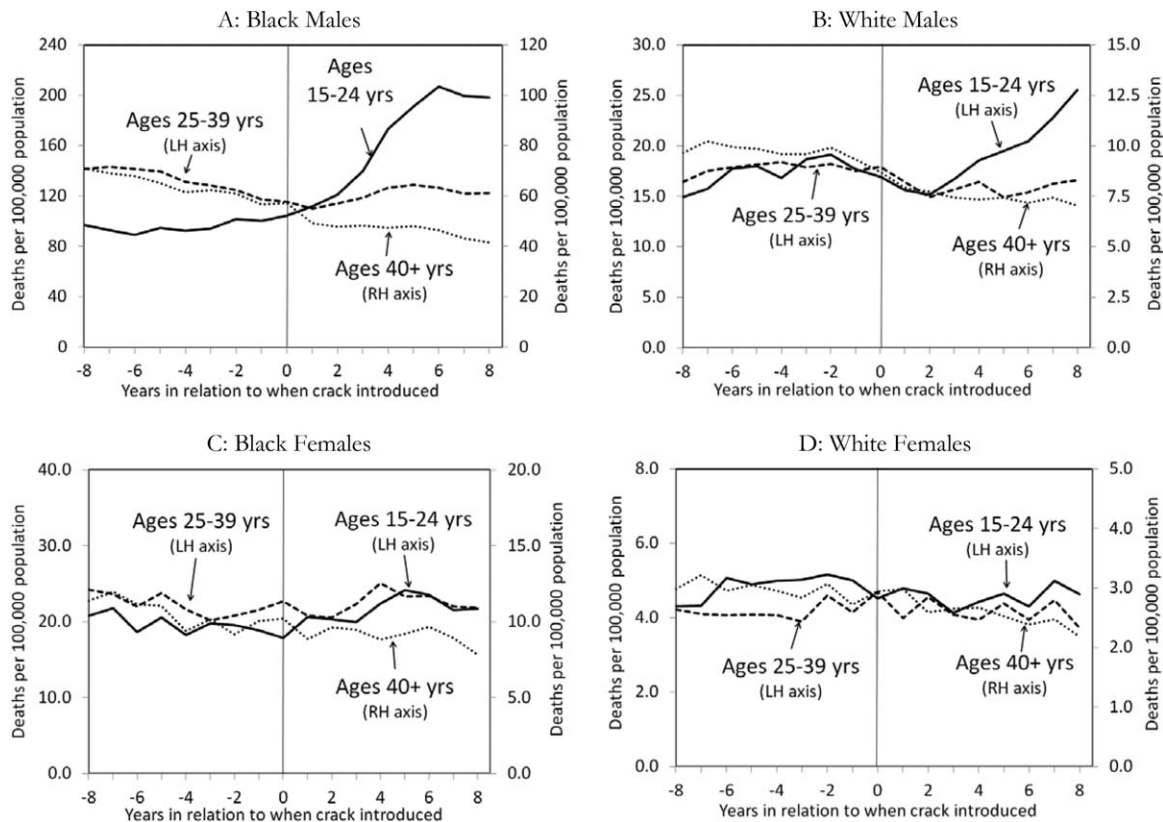 A: Black Males
Deaths per 100,000 population
240
200
160
120
80
40
0
120
100
80
60
40
20
0
Deaths per 100,000 population
Ages
15-24 yrs
Ages 25-39 yrs
(LH axis)
Ages 40+ yrs
(RH axis)
-8 -6 -4 -2 0 2 4 6 8
Years in relation to when crack introduced
B: White Males
Deaths per 100,000 population
30.0
25.0
20.0
15.0
10.0
5.0
0.0
15.0
12.5
10.0
7.5
5.0
2.5
0.0
Deaths per 100,000 population
Ages 15-24 yrs
(LH axis)
Ages 25-39 yrs
(LH axis)
Ages 40+ yrs
(RH axis)
-8 -6 -4 -2 0 2 4 6 8
Years in relation to when crack introduced
C: Black Females
Deaths per 100,000 population
40.0
30.0
20.0
10.0
0.0
20.0
15.0
10.0
5.0
0.0
Deaths per 100,000 population
Ages 25-39 yrs
(LH axis)
Ages 15-24 yrs
(LH axis)
Ages 40+ yrs
(RH axis)
-8 -6 -4 -2 0 2 4 6 8
Years in relation to when crack introduced
D: White Females
Deaths per 100,000 population
8.0
6.0
4.0
2.0
0.0
5.0
4.0
3.0
2.0
1.0
0.0
Deaths per 100,000 population
Ages 15-24 yrs
(LH axis)
Ages 25-39 yrs
(LH axis)
Ages 40+ yrs
(RH axis)
-8 -6 -4 -2 0 2 4 6 8
Years in relation to when crack introduced